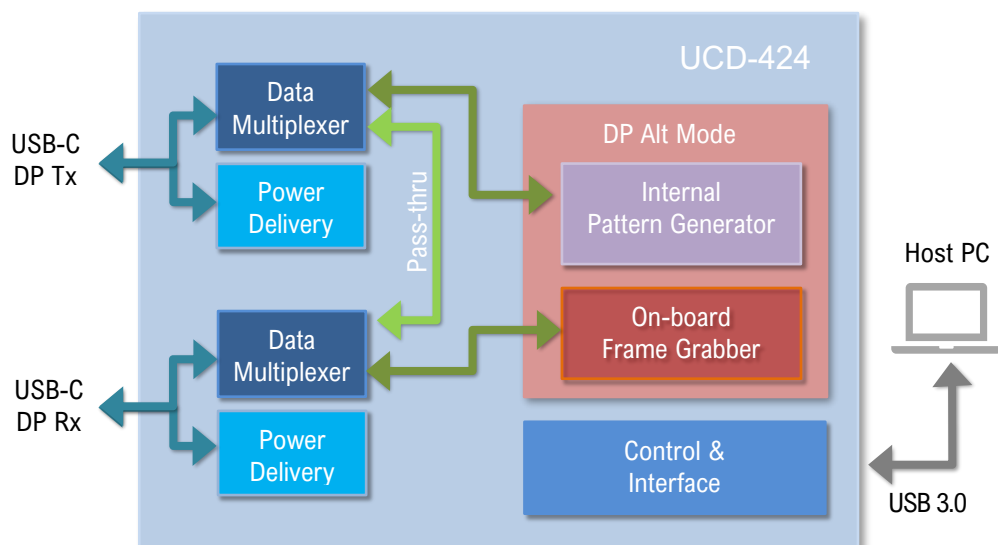 UCD-424
USB-C
DP Tx
Data
Multiplexer
Power
Delivery
Pass-thru
DP Alt Mode
Internal
Pattern Generator
On-board
Frame Grabber
Host PC
USB-C
DP Rx
Data
Multiplexer
Power
Delivery
Control &
Interface
USB 3.0